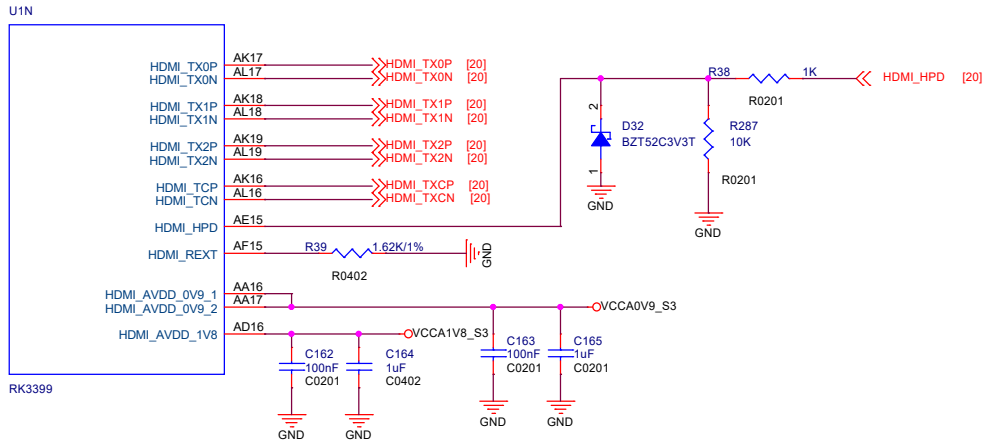 U1N
HDMI_TX0P AK17 HDMI_TX0P [20]
HDMI_TX0N AL17 HDMI_TX0N [20]
HDMI_TX1P AK18 HDMI_TX1P [20]
HDMI_TX1N AL18 HDMI_TX1N [20]
HDMI_TX2P AK19 HDMI_TX2P [20]
HDMI_TX2N AL19 HDMI_TX2N [20]
HDMI_TCP AK16 HDMI_TXCP [20]
HDMI_TCN AL16 HDMI_TXCN [20]
HDMI_HPD AE15
HDMI_REXT AF15 R39 1.62K/1% GND
R0402
HDMI_AVDD_0V9_1 AA16
HDMI_AVDD_0V9_2 AA17 VCCA0V9_S3
HDMI_AVDD_1V8 AD16 VCCA1V8_S3
RK3399
R38 1K HDMI_HPD [20]
R0201
2
D32
BZT52C3V3T
1
GND
R287
10K
R0201
GND
C162
100nF
C0201
GND
C164
1uF
C0402
GND
C163
100nF
C0201
GND
C165
1uF
C0201
GND